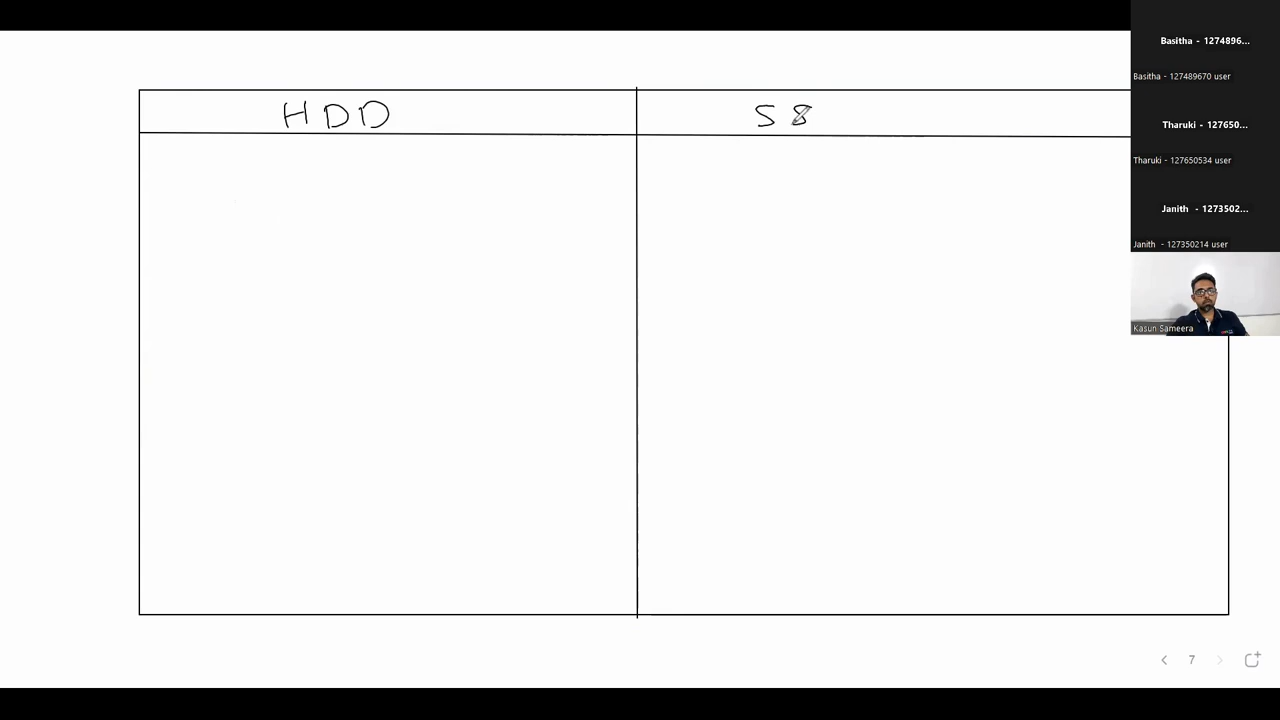 HDD
SS
Basitha - 1274896...
Basitha - 127489670 user
Tharuki - 127650...
Tharuki - 127650534 user
Janith - 1273502...
Janith - 127350214 user
Kasun Sameera
7